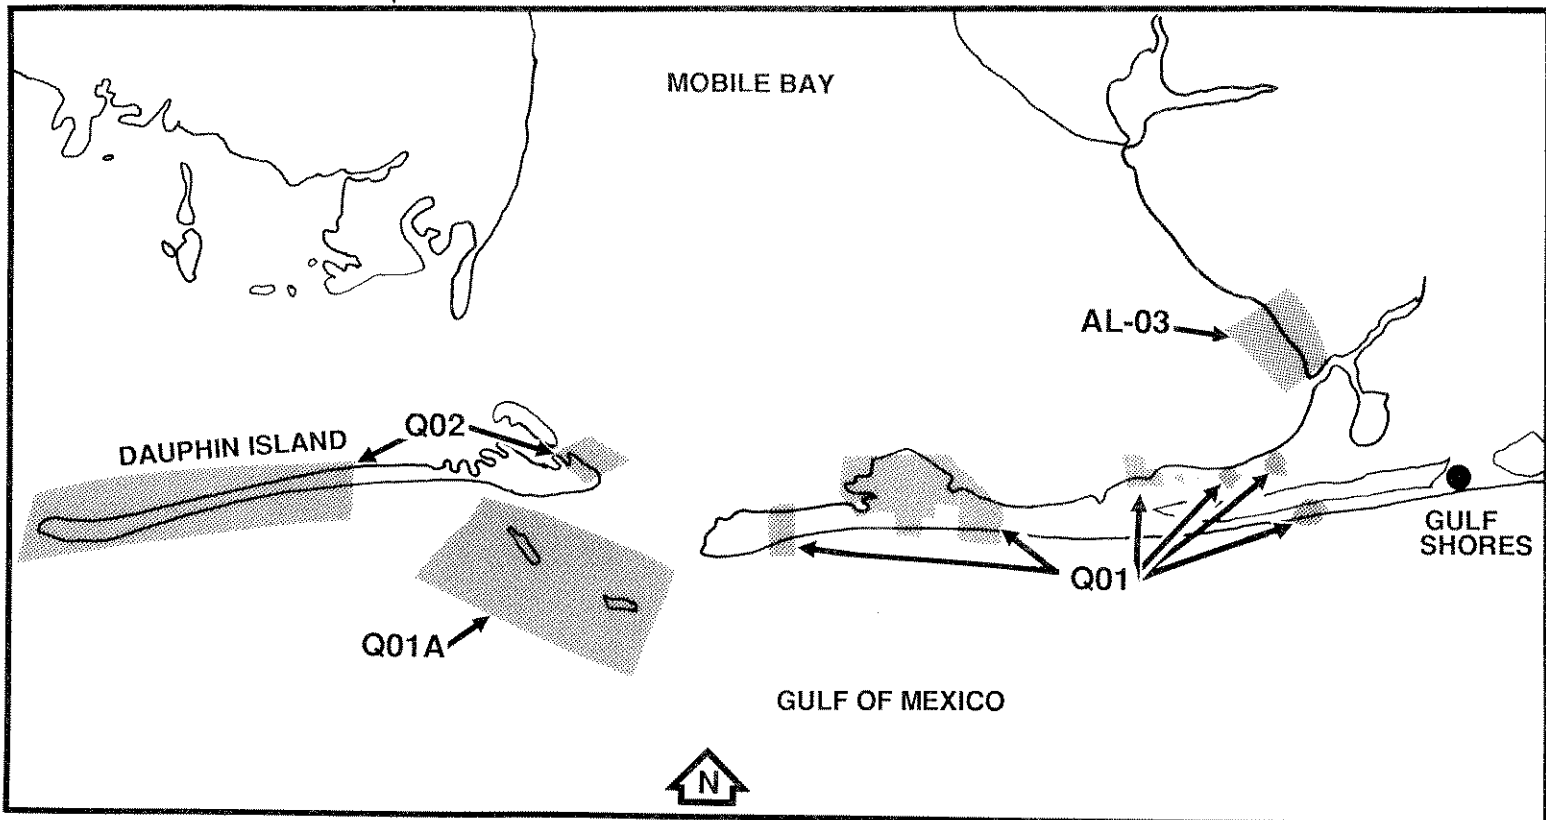 MOBILE BAY
AL-03
DAUPHIN ISLAND
Q02
GULF
SHORES
Q01
Q01A
GULF OF MEXICO
N